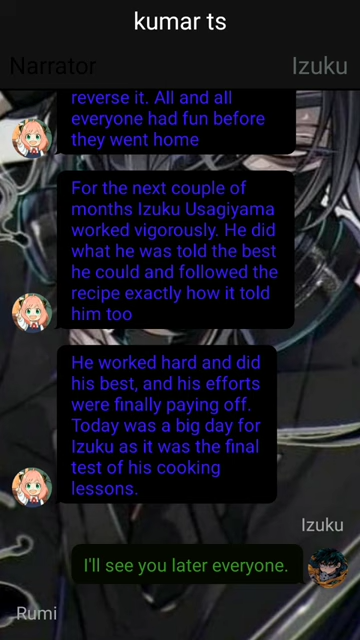 kumar ts
Narrator
Izuku
reverse it. All and all
everyone had fun before
they went home
For the next couple of
months Izuku Usagiyama
worked vigorously. He did
what he was told the best
he could and followed the
recipe exactly how it told
him too
He worked hard and did
his best, and his efforts
were finally paying off.
Today was a big day for
Izuku as it was the final
test of his cooking
lessons.
Izuku
I'll see you later everyone.
Rumi